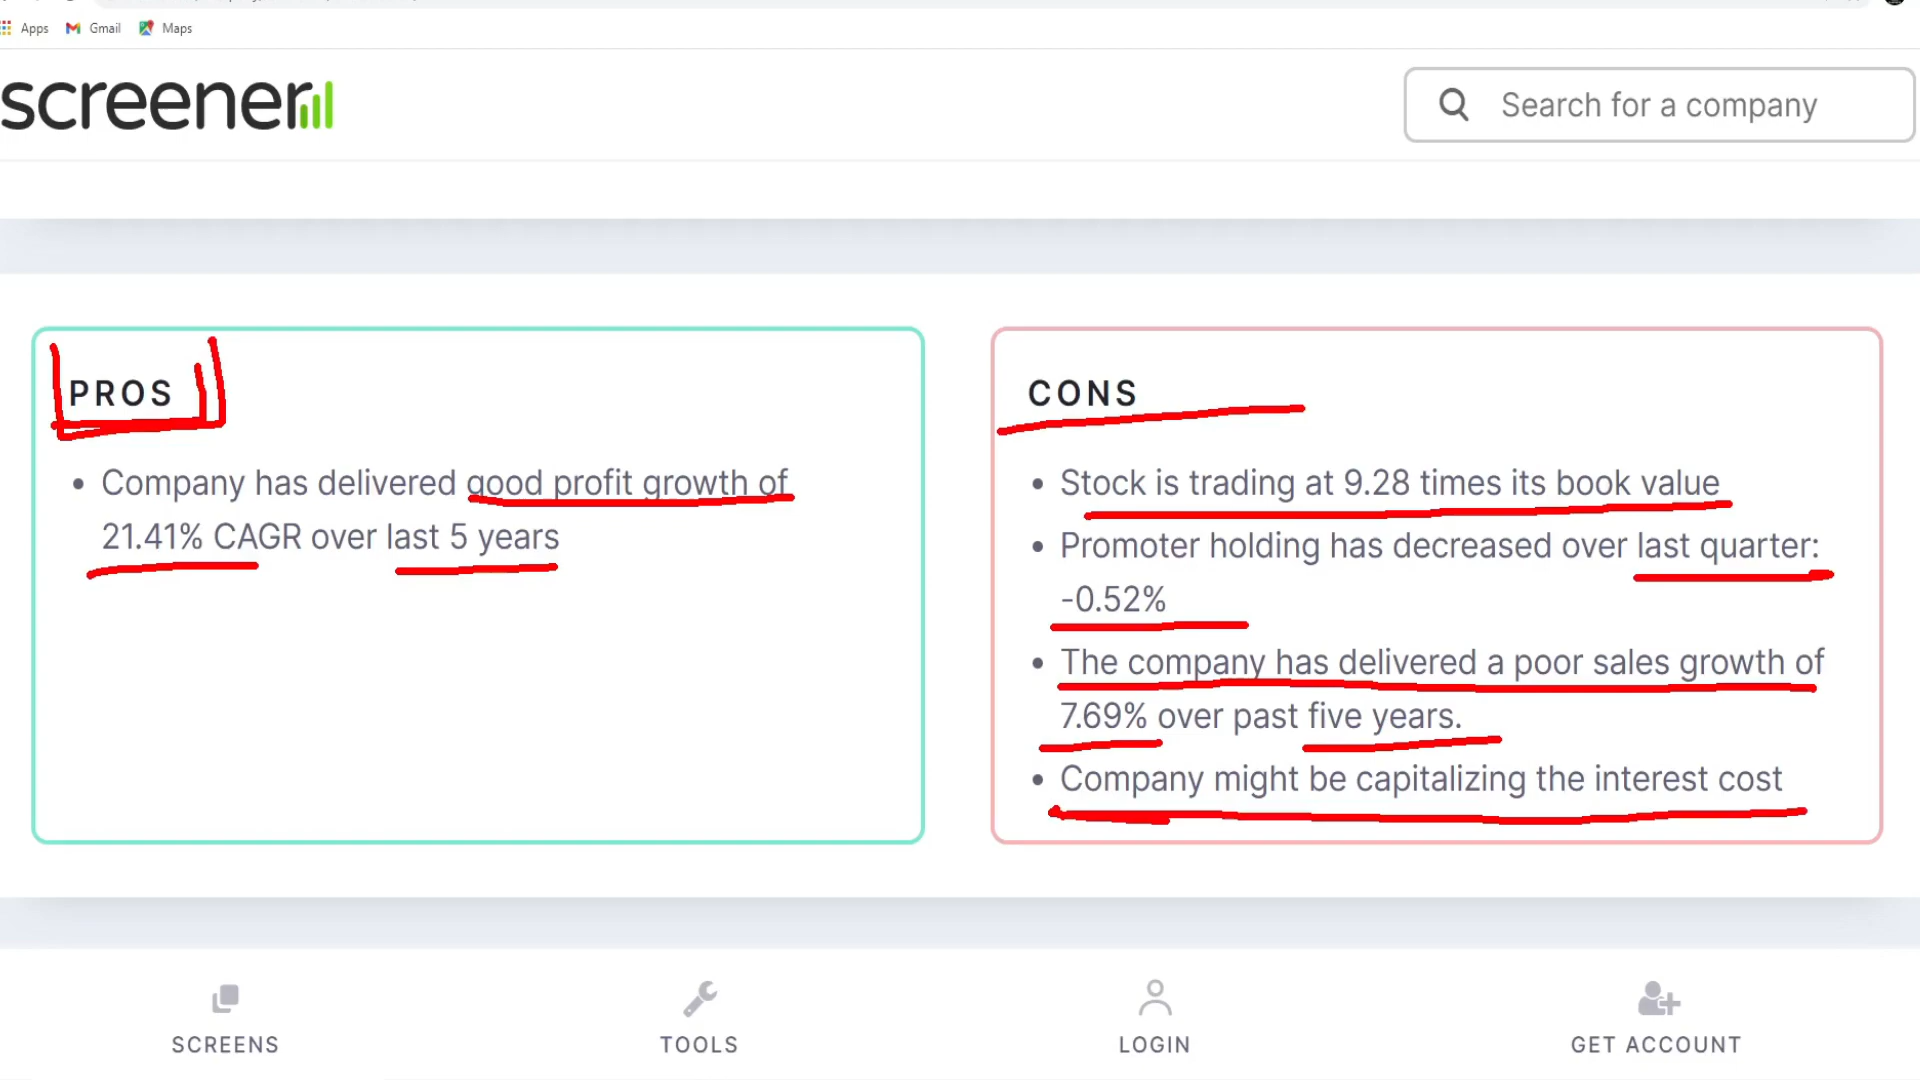 Apps Gmail Maps
screener
Search for a company
PROS
Company has delivered good profit growth of
21.41% CAGR over last 5 years
CONS
Stock is trading at 9.28 times its book value
Promoter holding has decreased over last quarter:
-0.52%
The company has delivered a poor sales growth of
7.69% over past five years.
Company might be capitalizing the interest cost
SCREENS TOOLS LOGIN GET ACCOUNT